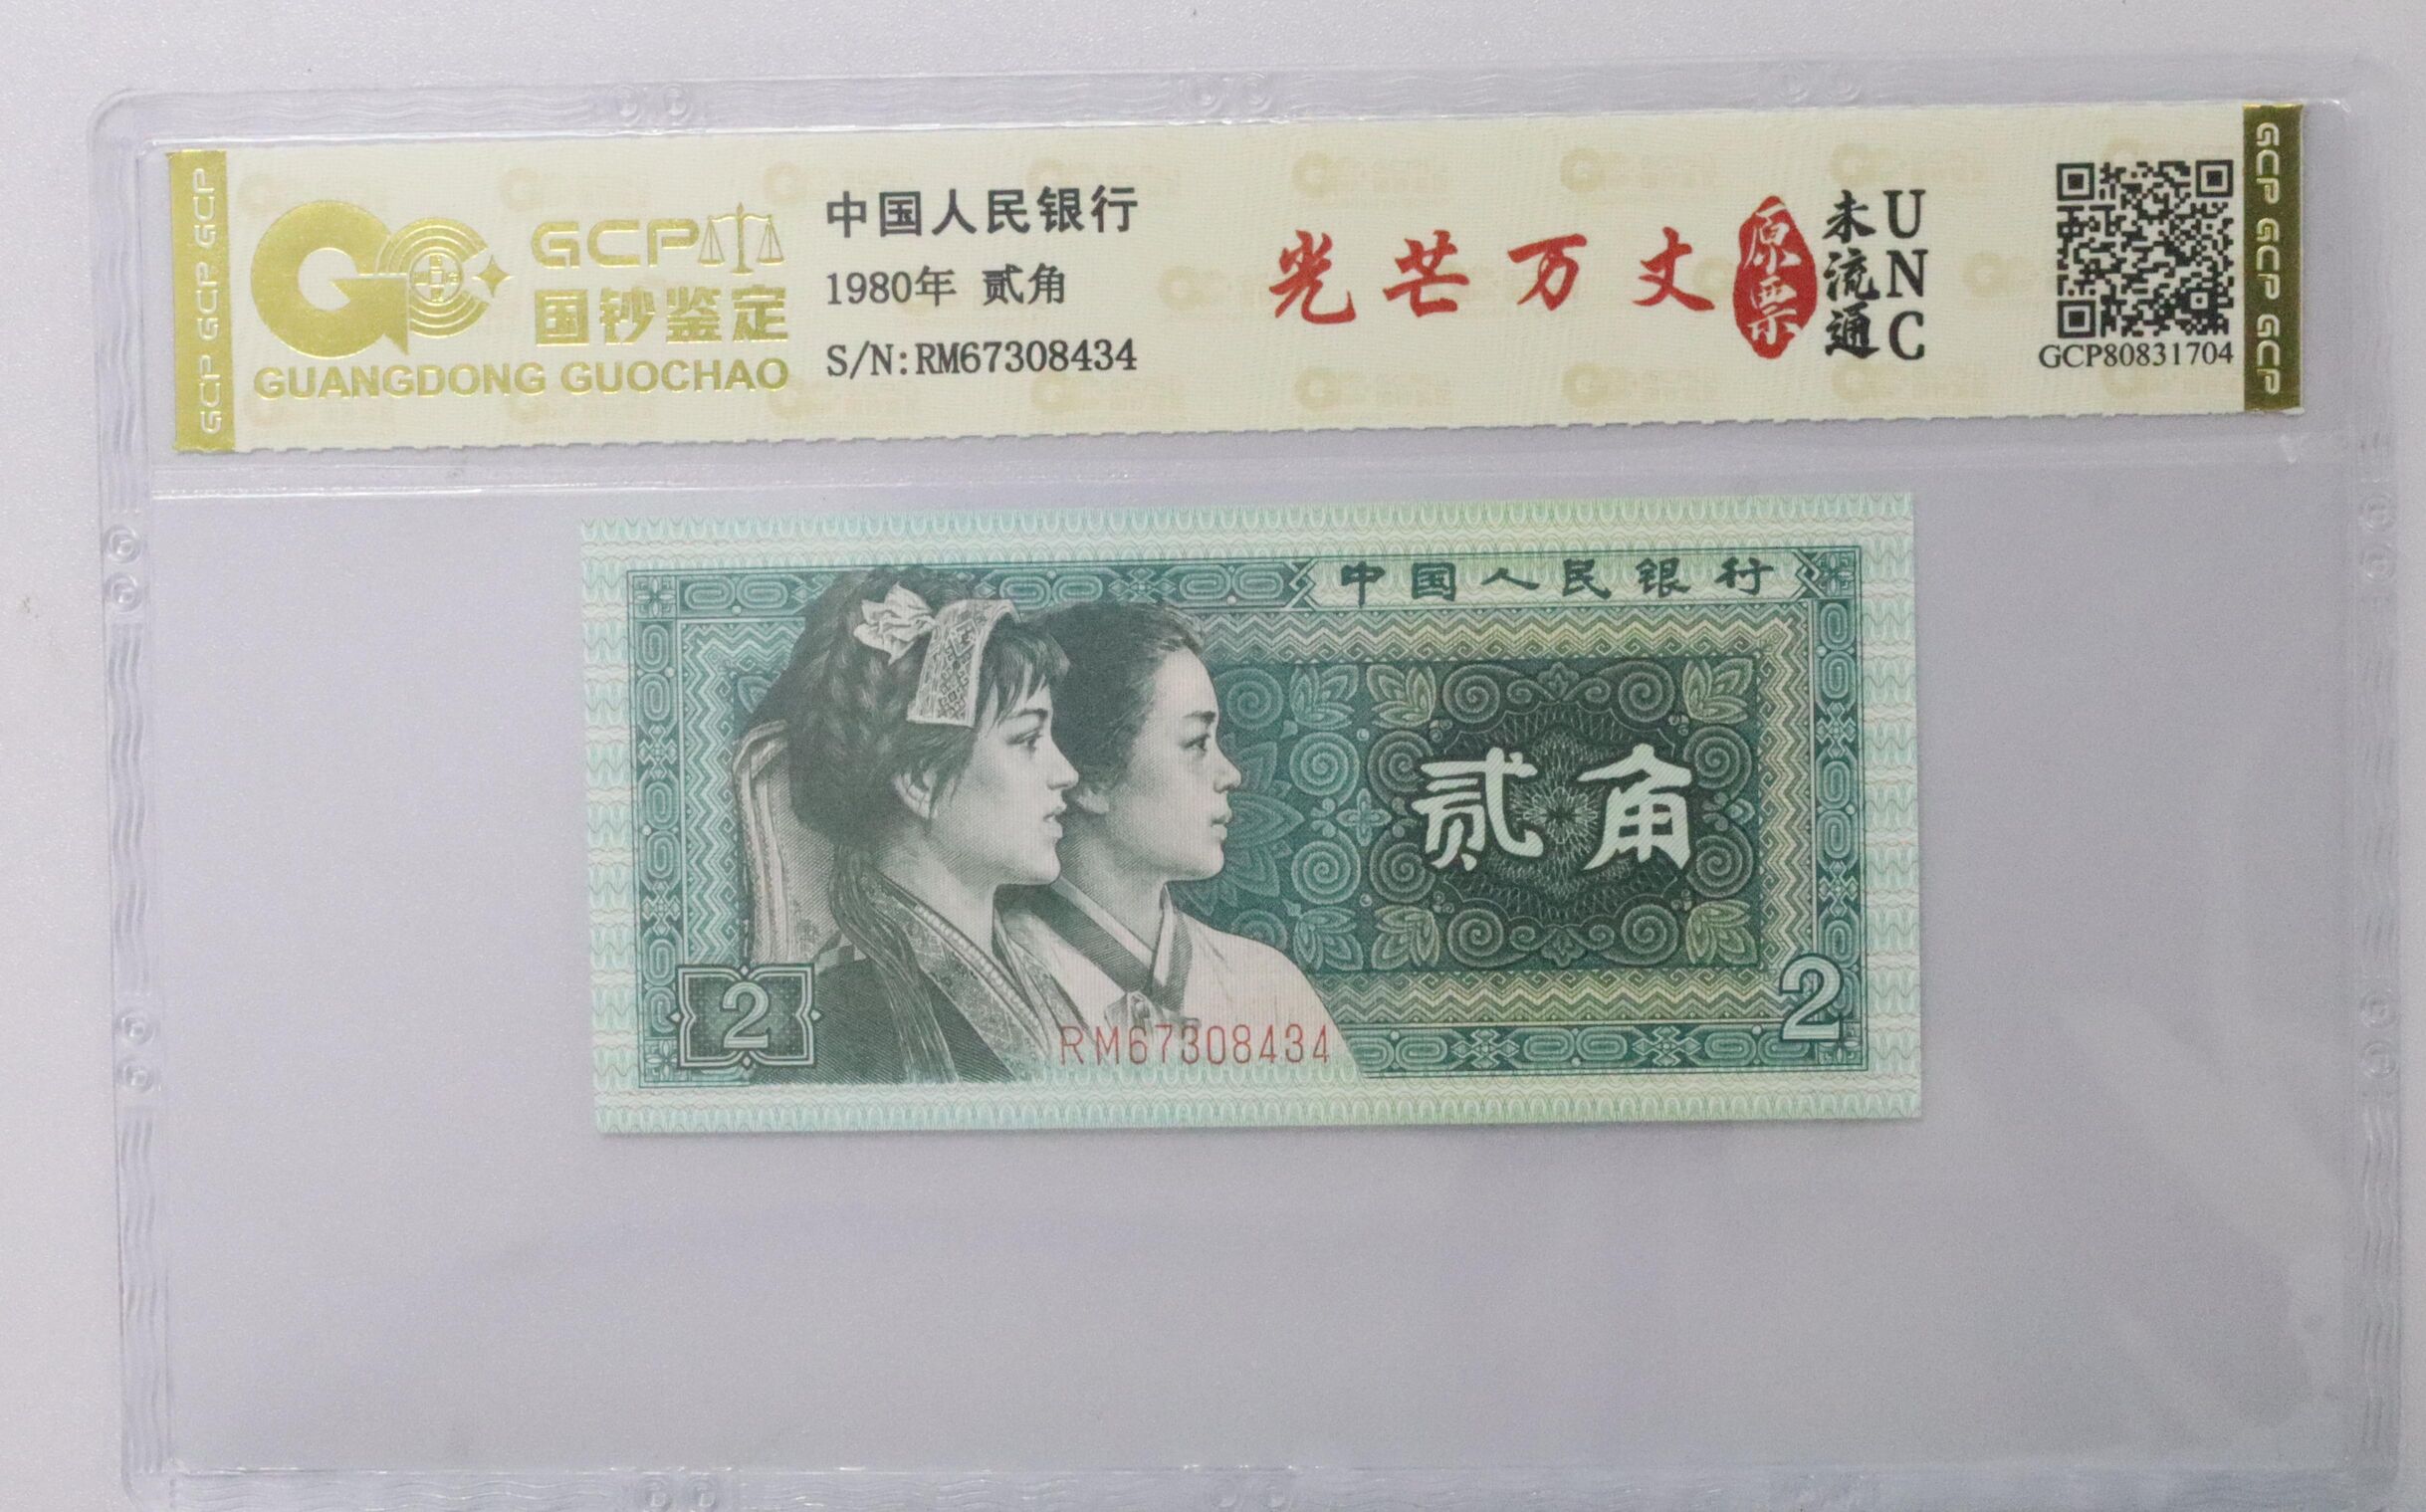 GCP GCP GCP
GCP
国钞鉴定
GUANGDONG GUOCHAO
中国人民银行
1980年 贰角
S/N:RM67308434
光芒万丈
原票
未流通
UNC
GCP80831704
GCP GCP GCP
中国人民银行
贰角
2
2
RM67308434